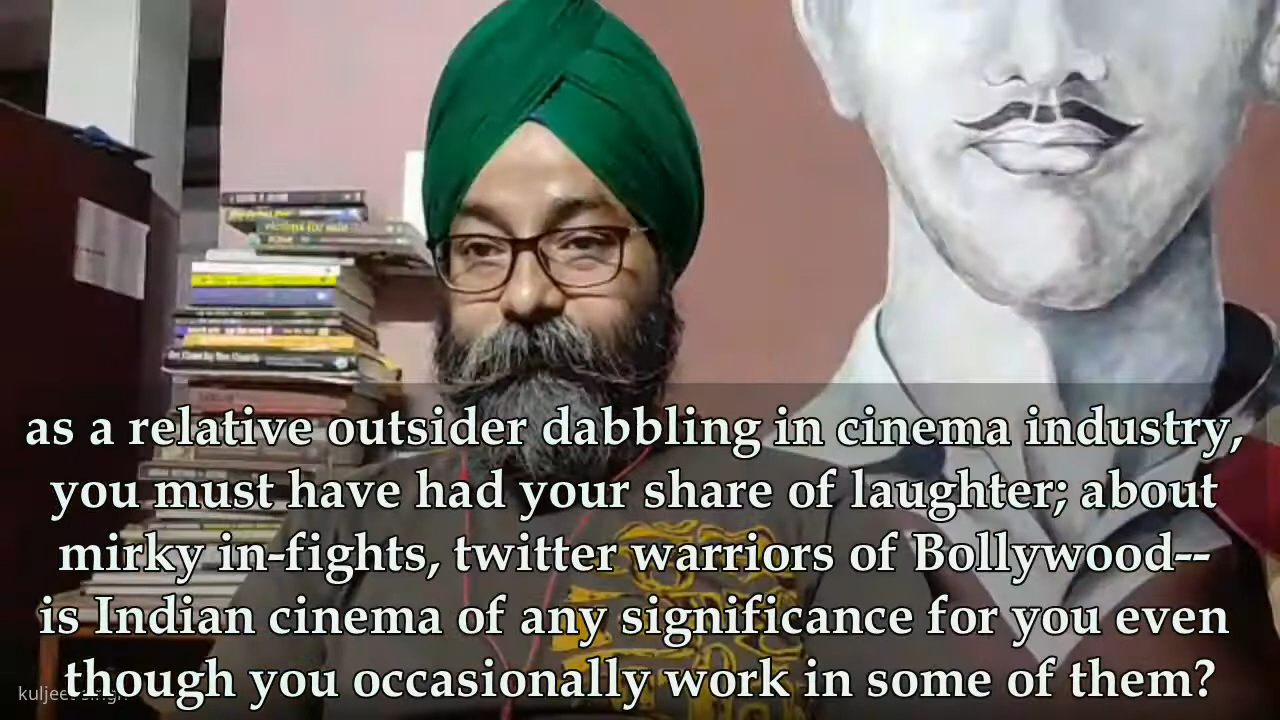 as a relative outsider dabbling in cinema industry,
you must have had your share of laughter; about
mirky in-fights, twitter warriors of Bollywood--
is Indian cinema of any significance for you even
though you occasionally work in some of them?
kuljeet singh